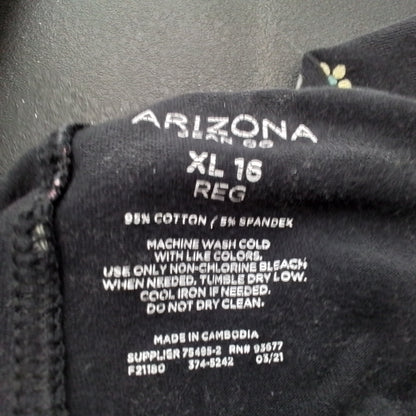 ARIZONA
JEAN CO
XL 16
REG
95% COTTON / 5% SPANDEX
MACHINE WASH COLD
WITH LIKE COLORS.
USE ONLY NON-CHLORINE BLEACH
WHEN NEEDED. TUMBLE DRY LOW.
COOL IRON IF NEEDED.
DO NOT DRY CLEAN.
MADE IN CAMBODIA
SUPPLIER 75495-2 RN# 93677
F21180 374-5242 03/21